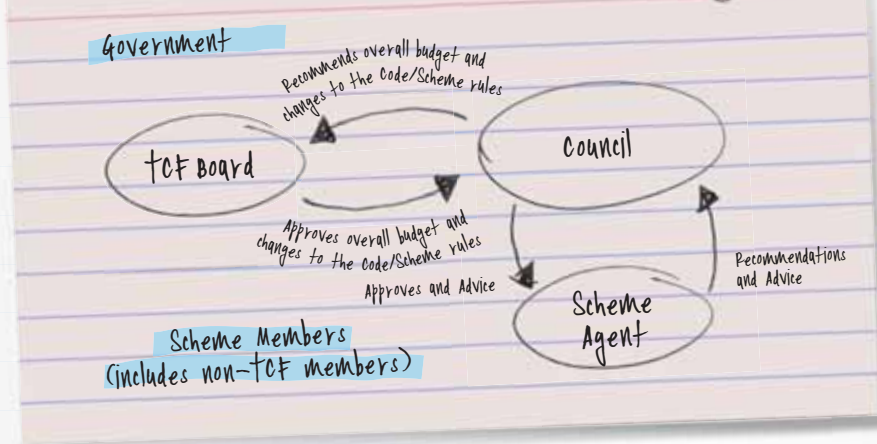 Government
Recommends overall budget and
changes to the Code/Scheme rules
TCF Board
Council
Approves overall budget and
changes to the Code/Scheme rules
Approves and Advice
Recommendations
and Advice
Scheme
Agent
Scheme Members
(includes non-TCF members)